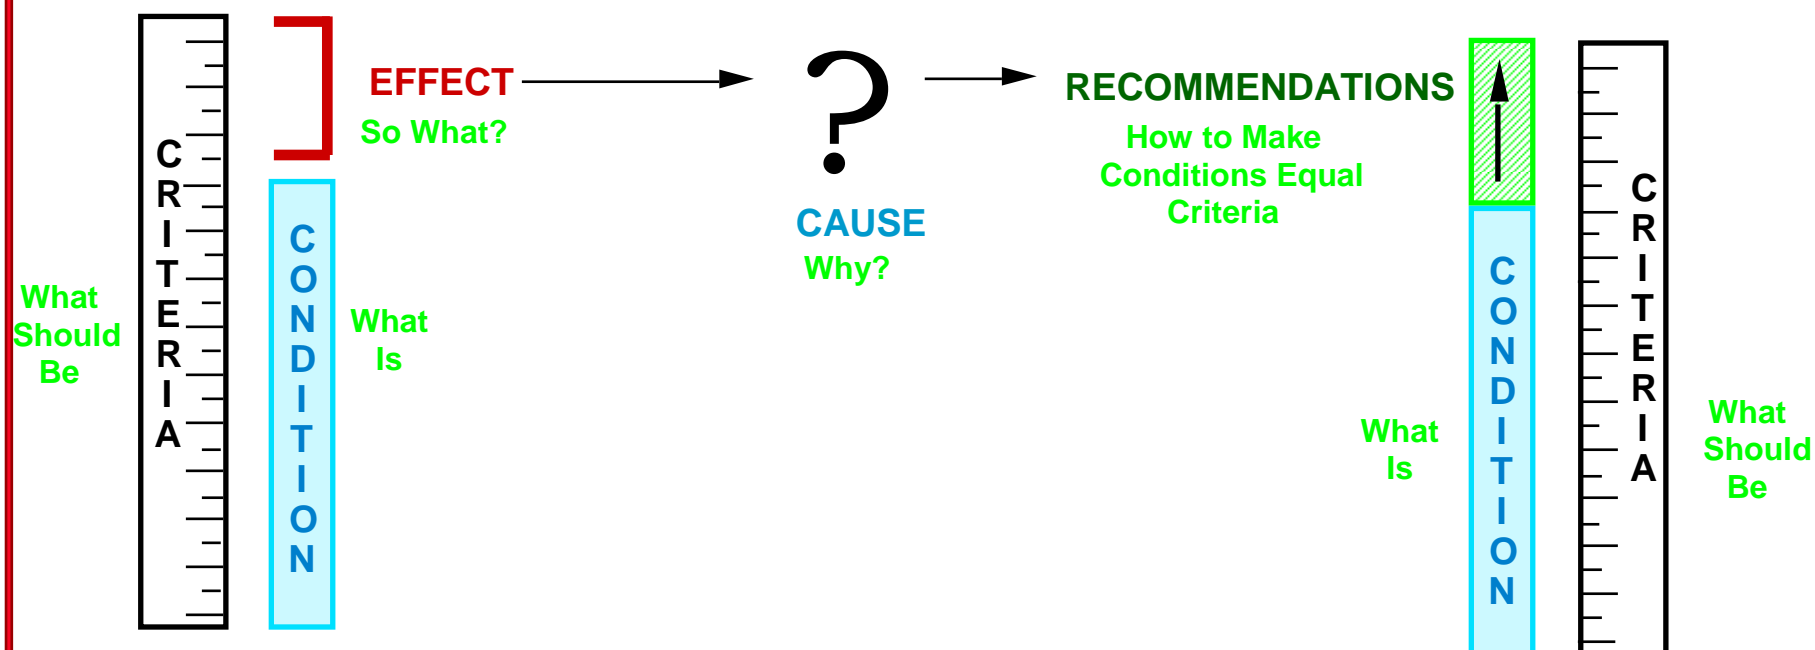 What
Should
Be
CRITERIA
CONDITION
What
Is
EFFECT
So What?
?
CAUSE
Why?
RECOMMENDATIONS
How to Make
Conditions Equal
Criteria
What
Is
CONDITION
CRITERIA
What
Should
Be